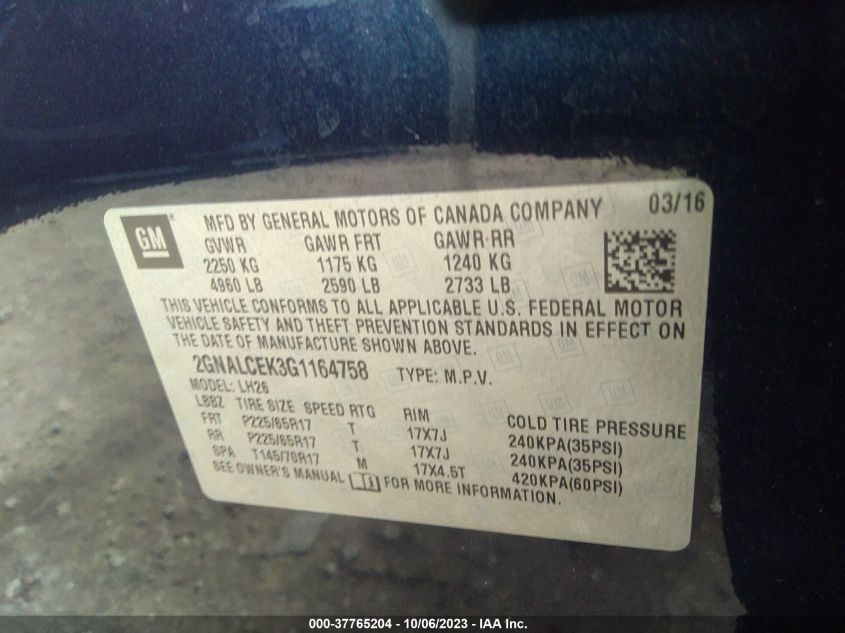 GM ® MFD BY GENERAL MOTORS OF CANADA COMPANY 03/16
GVWR GAWR FRT GAWR RR
2250 KG 1175 KG 1240 KG
4960 LB 2590 LB 2733 LB
THIS VEHICLE CONFORMS TO ALL APPLICABLE U.S. FEDERAL MOTOR
VEHICLE SAFETY AND THEFT PREVENTION STANDARDS IN EFFECT ON
THE DATE OF MANUFACTURE SHOWN ABOVE.
2GNALCEK3G1164758 TYPE: M.P.V.
MODEL: LH26
LBBZ TIRE SIZE SPEED RTG RIM COLD TIRE PRESSURE
FRT P225/65R17 T 17X7J 240KPA(35PSI)
RR P225/65R17 T 17X7J 240KPA(35PSI)
SPA T145/70R17 M 17X4.5T 420KPA(60PSI)
SEE OWNER'S MANUAL FOR MORE INFORMATION.
000-37765204 - 10/06/2023 - IAA Inc.